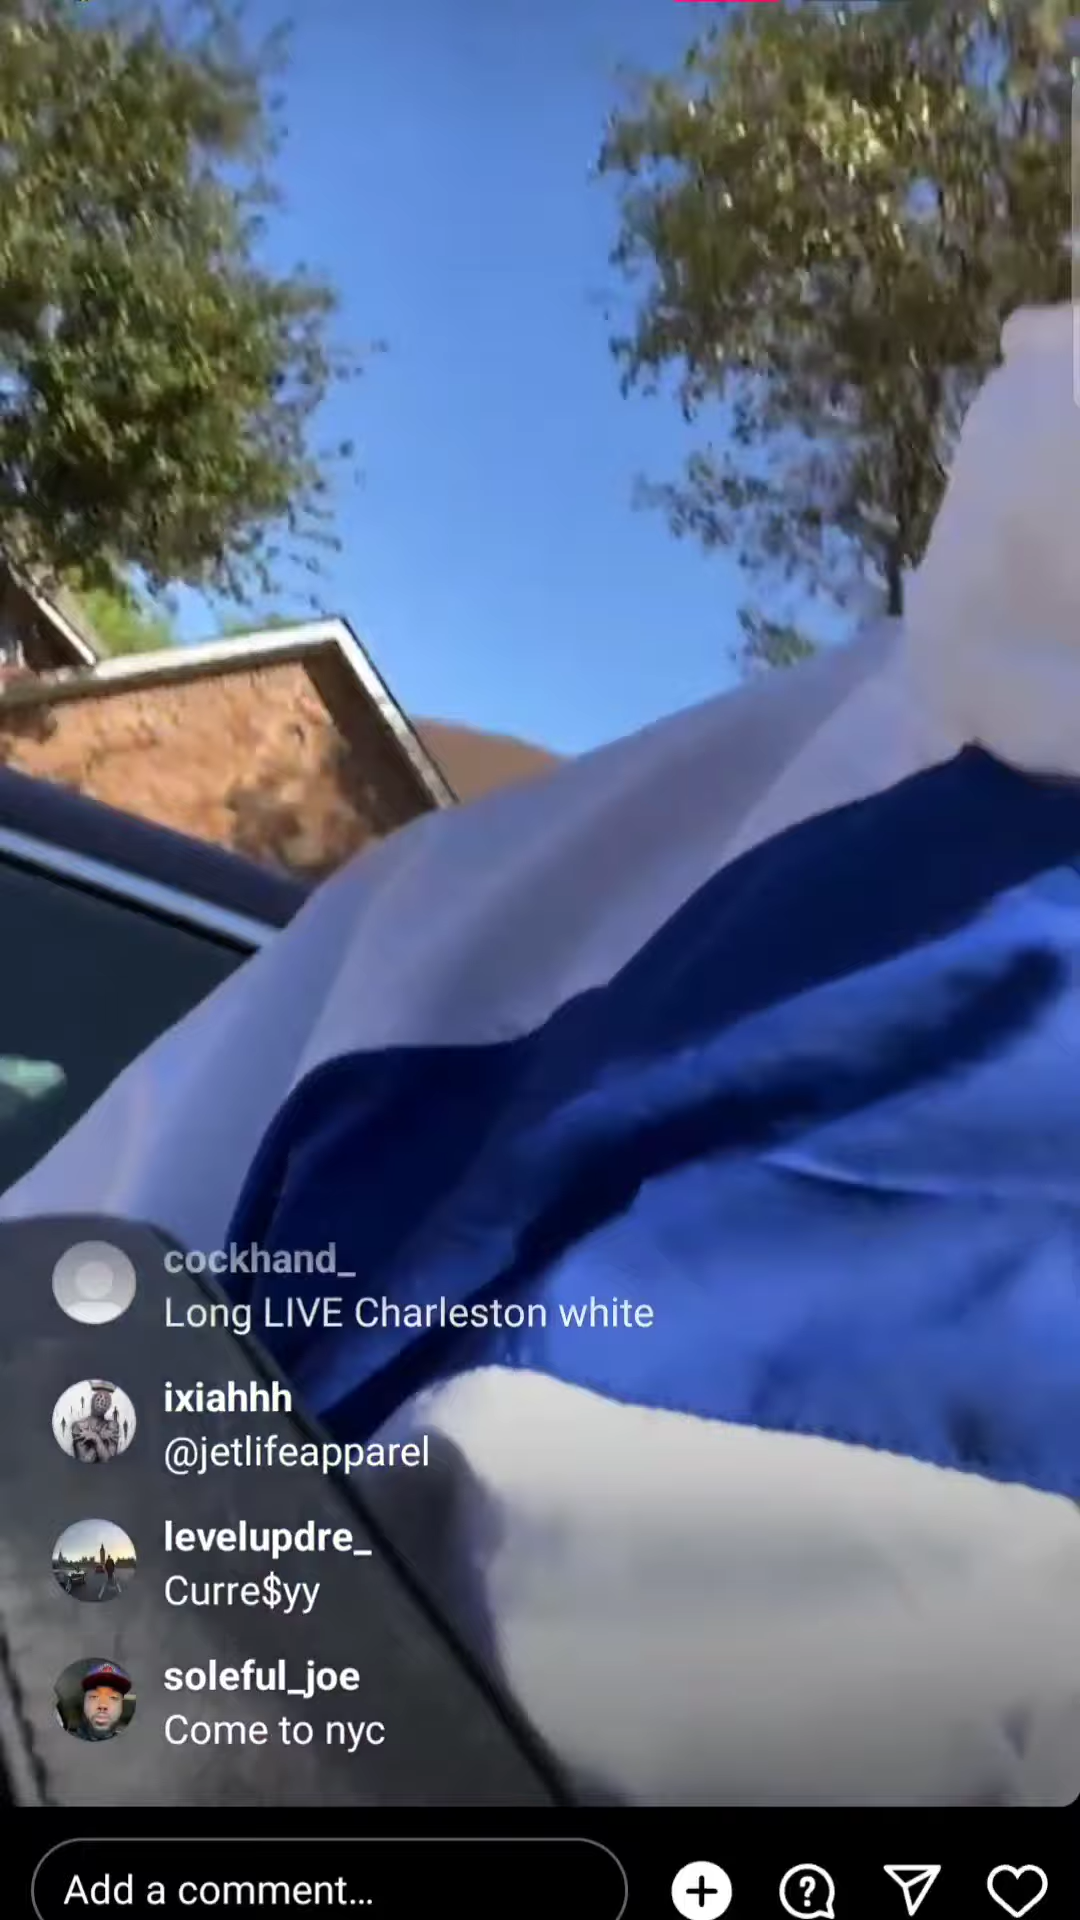 cockhand_
Long LIVE Charleston white
ixiahhh
@jetlifeapparel
levelupdre_
Curre$yy
soleful_joe
Come to nyc
Add a comment...